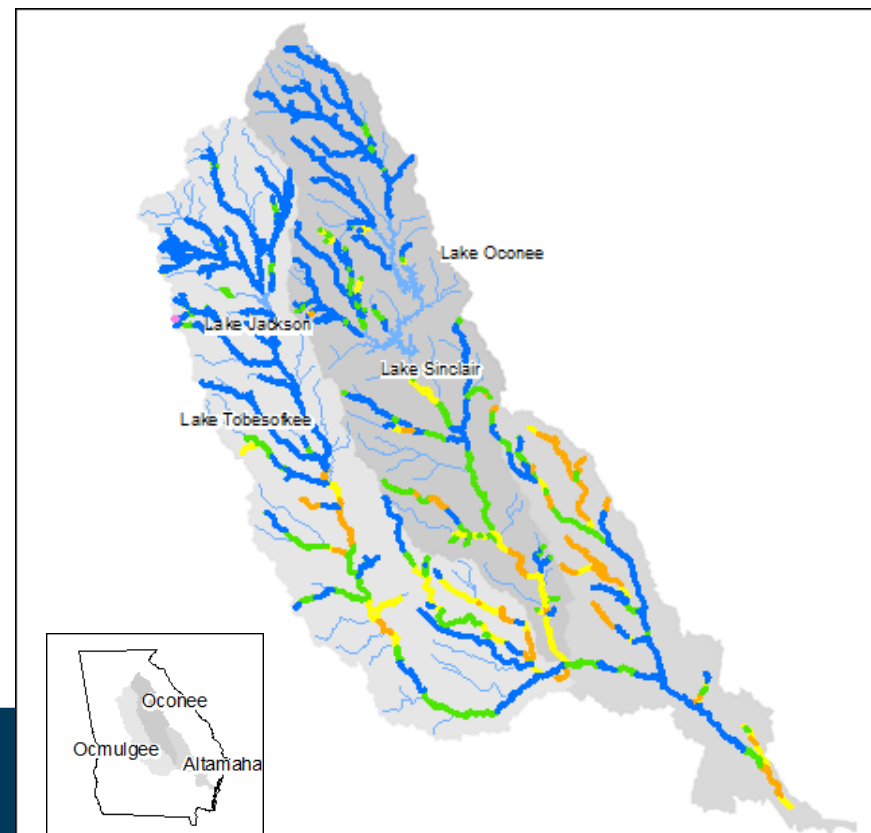 Lake Oconee
Lake Jackson
Lake Sinclair
Lake Tobesofkee
Oconee
Ocmulgee
Altamaha